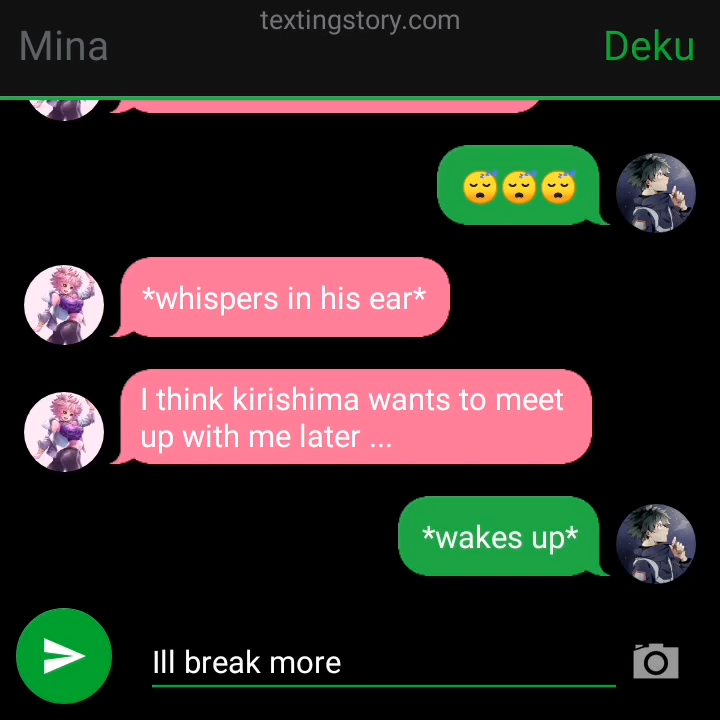 textingstory.com
Mina
Deku
😴😴😴
*whispers in his ear*
I think kirishima wants to meet
up with me later ...
*wakes up*
Ill break more